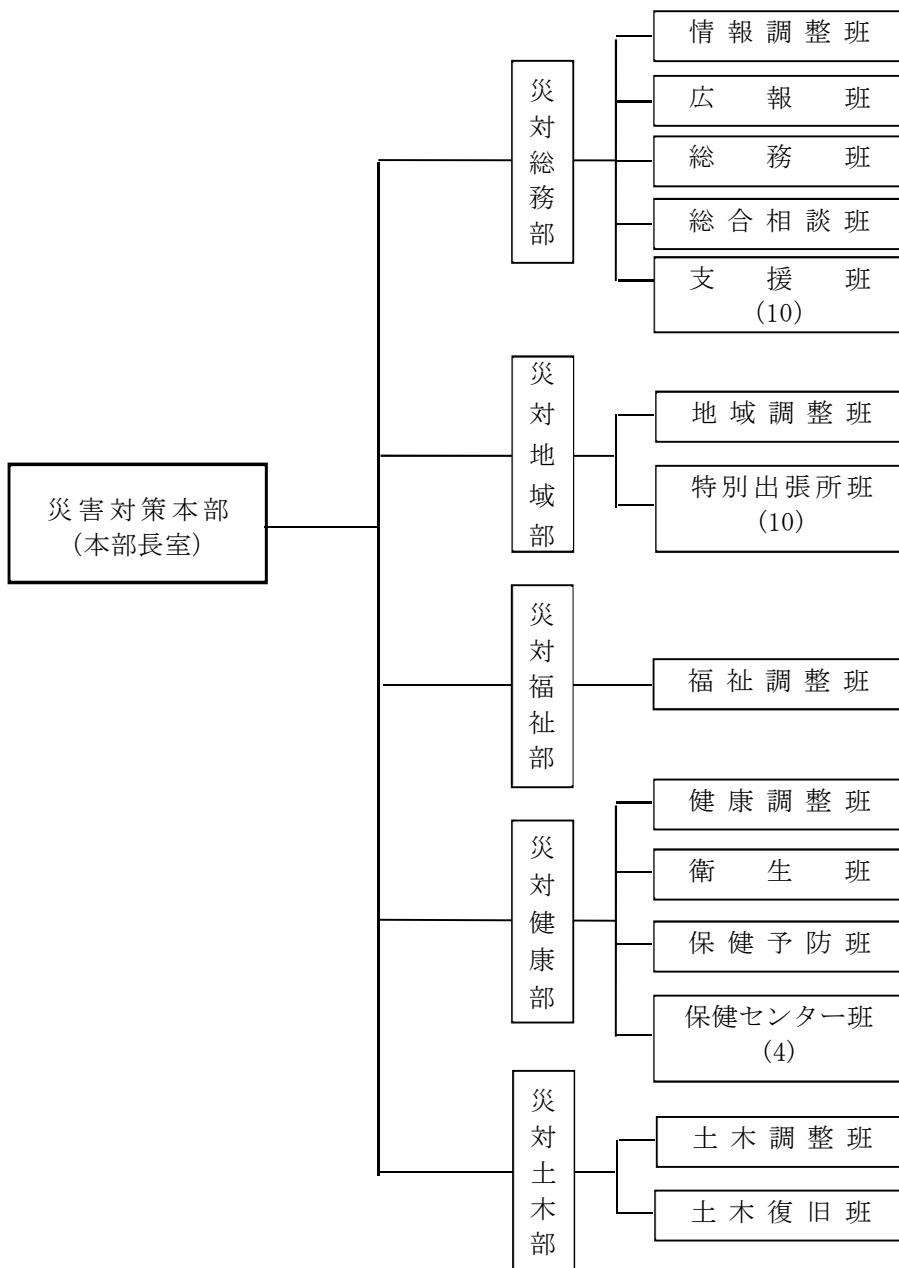 災害対策本部
(本部長室)
災対総務部
情報調整班
広報班
総務班
総合相談班
支援班
(10)
災対地域部
地域調整班
特別出張所班
(10)
災対福祉部
福祉調整班
災対健康部
健康調整班
衛生班
保健予防班
保健センター班
(4)
災対土木部
土木調整班
土木復旧班